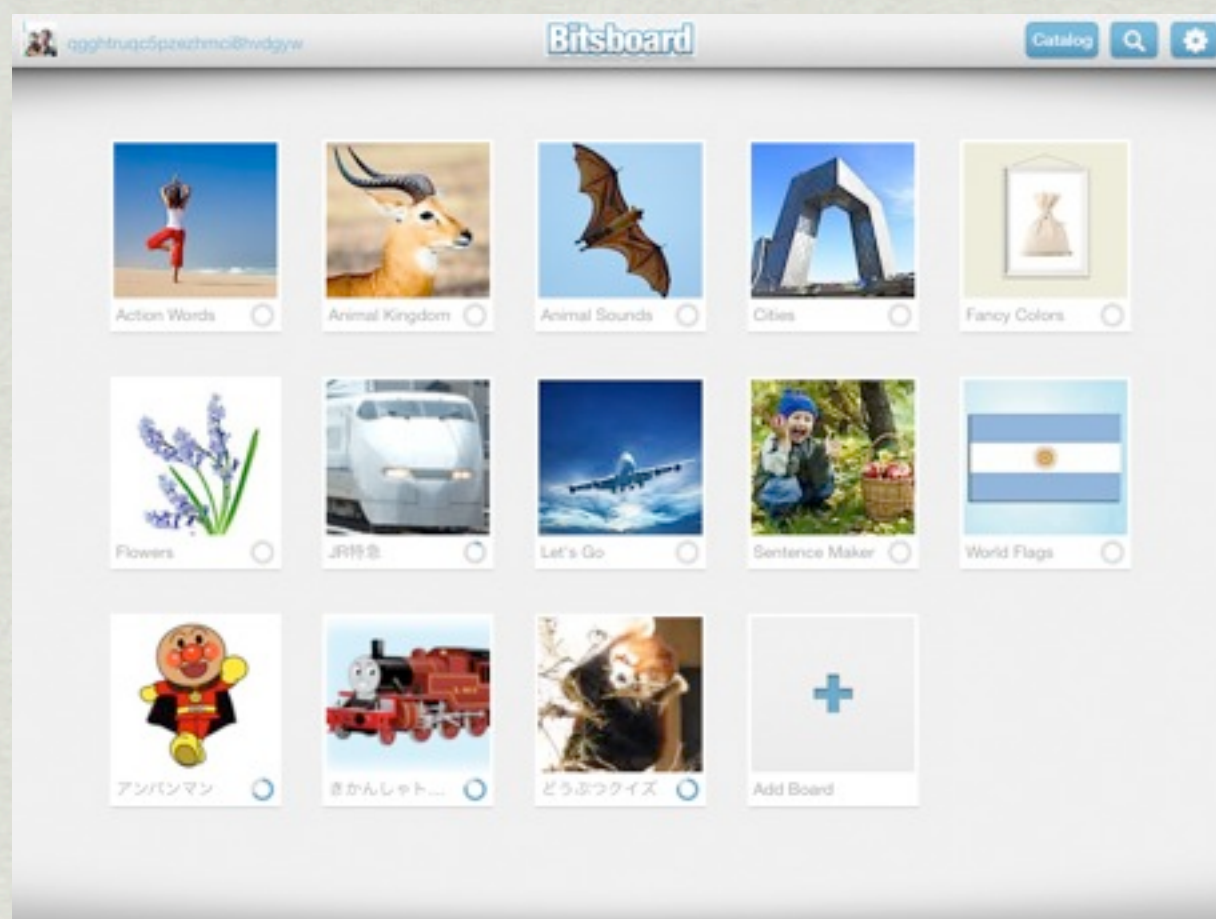 Bitsboard
Catalog
Action Words
Animal Kingdom
Animal Sounds
Cities
Fancy Colors
Flowers
JR特急
Let's Go
Sentence Maker
World Flags
アンパンマン
きかんしゃト...
どうぶつクイズ
Add Board